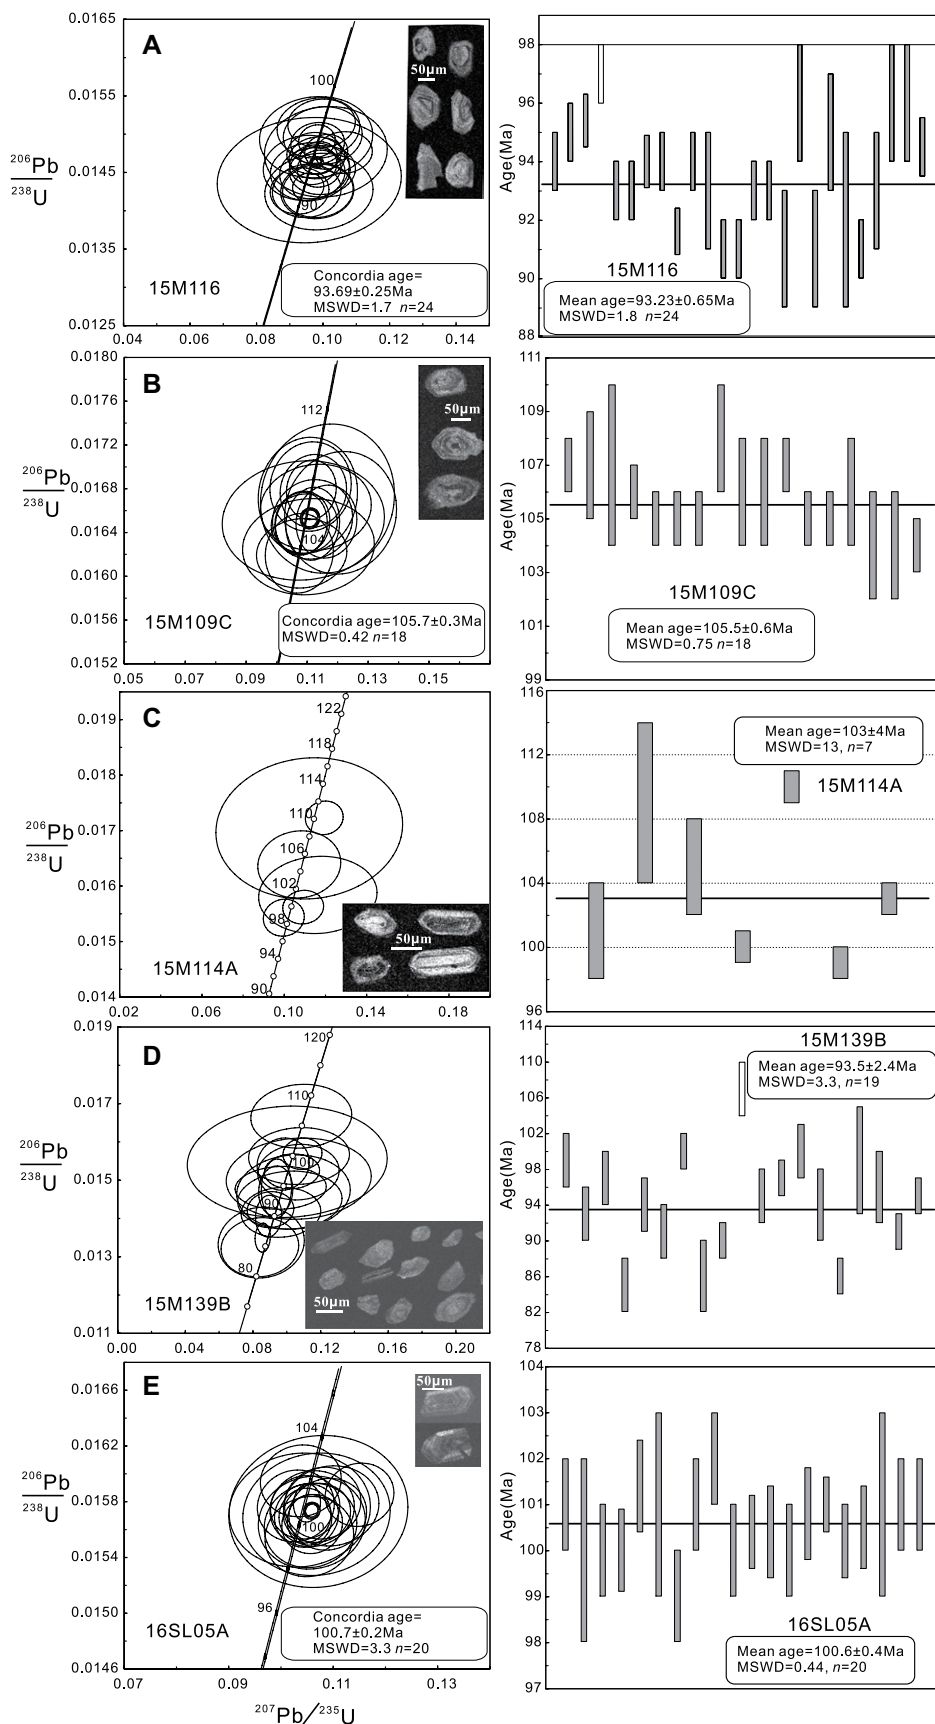 0.0165
0.0155
0.0145
0.0135
0.0125
206Pb
238U
A
100
90
50μm
15M116
Concordia age=
93.69±0.25Ma
MSWD=1.7 n=24
0.04 0.06 0.08 0.10 0.12 0.14
98
96
94
92
90
88
Age(Ma)
15M116
Mean age=93.23±0.65Ma
MSWD=1.8 n=24
0.0180
0.0176
0.0172
0.0168
0.0164
0.0160
0.0152
206Pb
238U
B
112
104
50μm
15M109C
Concordia age=105.7±0.3Ma
MSWD=0.42 n=18
0.05 0.07 0.09 0.11 0.13 0.15
111
109
107
105
103
101
99
Age(Ma)
15M109C
Mean age=105.5±0.6Ma
MSWD=0.75 n=18
0.019
0.018
0.017
0.016
0.015
0.014
206Pb
238U
C
122
118
114
110
106
102
98
94
90
50μm
15M114A
0.02 0.06 0.10 0.14 0.18
116
112
108
104
100
96
Age(Ma)
Mean age=103±4Ma
MSWD=13, n=7
15M114A
0.019
0.017
0.015
0.013
0.011
206Pb
238U
D
120
110
100
90
80
50μm
15M139B
0.00 0.04 0.08 0.12 0.16 0.20
114
110
106
102
98
94
90
86
82
78
Age(Ma)
15M139B
Mean age=93.5±2.4Ma
MSWD=3.3, n=19
0.0166
0.0162
0.0158
0.0154
0.0150
0.0146
206Pb
238U
E
104
100
96
50μm
16SL05A
Concordia age=
100.7±0.2Ma
MSWD=3.3 n=20
0.07 0.09 0.11 0.13
207Pb/235U
104
103
102
101
100
99
98
97
Age(Ma)
16SL05A
Mean age=100.6±0.4Ma
MSWD=0.44, n=20